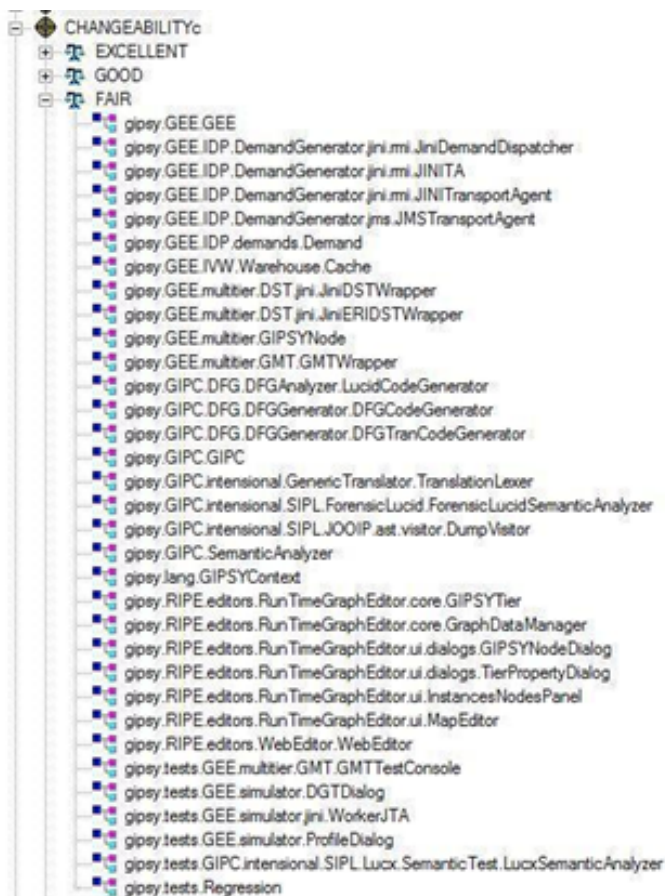 CHANGEABILITYc
EXCELLENT
GOOD
FAIR
gipsy.GEE.GEE
gipsy.GEE.IDP.DemandGenerator.jini.rmi.JiniDemandDispatcher
gipsy.GEE.IDP.DemandGenerator.jini.rmi.JINITA
gipsy.GEE.IDP.DemandGenerator.jini.rmi.JINITransportAgent
gipsy.GEE.IDP.DemandGenerator.jms.JMSTransportAgent
gipsy.GEE.IDP.demands.Demand
gipsy.GEE.IVW.Warehouse.Cache
gipsy.GEE.multitier.DST.jini.JiniDSTWrapper
gipsy.GEE.multitier.DST.jini.JiniERIDSTWrapper
gipsy.GEE.multitier.GIPSYNode
gipsy.GEE.multitier.GMT.GMTWrapper
gipsy.GIPC.DFG.DFGAnalyzer.LucidCodeGenerator
gipsy.GIPC.DFG.DFGGenerator.DFGCodeGenerator
gipsy.GIPC.DFG.DFGGenerator.DFGTranCodeGenerator
gipsy.GIPC.GIPC
gipsy.GIPC.intensional.GenericTranslator.TranslationLexer
gipsy.GIPC.intensional.SIPL.ForensicLucid.ForensicLucidSemanticAnalyzer
gipsy.GIPC.intensional.SIPL.JOOIP.ast.visitor.DumpVisitor
gipsy.GIPC.SemanticAnalyzer
gipsy.lang.GIPSYContext
gipsy.RIPE.editors.RunTimeGraphEditor.core.GIPSYTier
gipsy.RIPE.editors.RunTimeGraphEditor.core.GraphDataManager
gipsy.RIPE.editors.RunTimeGraphEditor.ui.dialogs.GIPSYNodeDialog
gipsy.RIPE.editors.RunTimeGraphEditor.ui.dialogs.TierPropertyDialog
gipsy.RIPE.editors.RunTimeGraphEditor.ui.InstancesNodesPanel
gipsy.RIPE.editors.RunTimeGraphEditor.ui.MapEditor
gipsy.RIPE.editors.WebEditor.WebEditor
gipsy.tests.GEE.multitier.GMT.GMTTestConsole
gipsy.tests.GEE.simulator.DGTDialog
gipsy.tests.GEE.simulator.jini.WorkerJTA
gipsy.tests.GEE.simulator.ProfileDialog
gipsy.tests.GIPC.intensional.SIPL.Lucx.SemanticTest.LucxSemanticAnalyzer
gipsy.tests.Regression